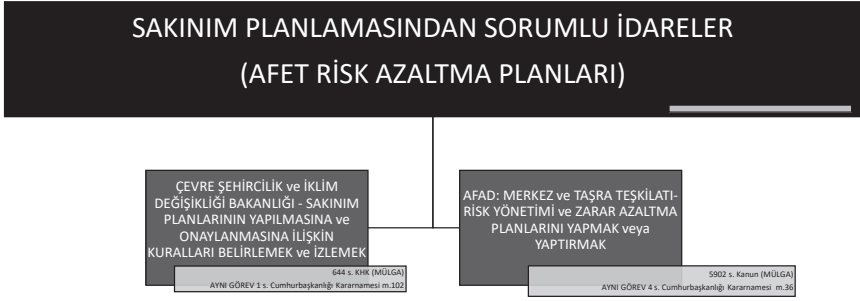 SAKINIM PLANLAMASINDAN SORUMLU İDARELER
(AFET RİSK AZALTMA PLANLARI)
ÇEVRE ŞEHİRCİLİK ve İKLİM
DEĞİŞİKLİĞİ BAKANLIĞI - SAKINIM
PLANLARININ YAPILMASINA ve
ONAYLANMASINA İLİŞKİN
KURALLARI BELİRLEMEK ve İZLEMEK
644 s. KHK (MÜLGA)
AYNI GÖREV 1 s. Cumhurbaşkanlığı Kararnamesi m.102
AFAD: MERKEZ ve TAŞRA TEŞKİLATI-
RİSK YÖNETİMİ ve ZARAR AZALTMA
PLANLARINI YAPMAK veya
YAPTIRMAK
5902 s. Kanun (MÜLGA)
AYNI GÖREV 4 s. Cumhurbaşkanlığı Kararnamesi m.36